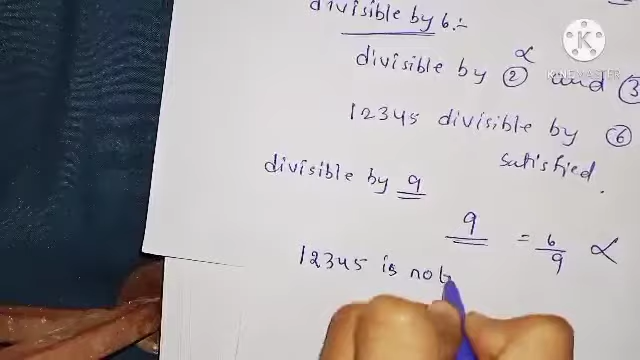 divisible by 6:-
α
divisible by ② and ③
12345 divisible by ⑥
satisfied.
divisible by 9
9 = 6/9 α
12345 is not
KINEMASTER